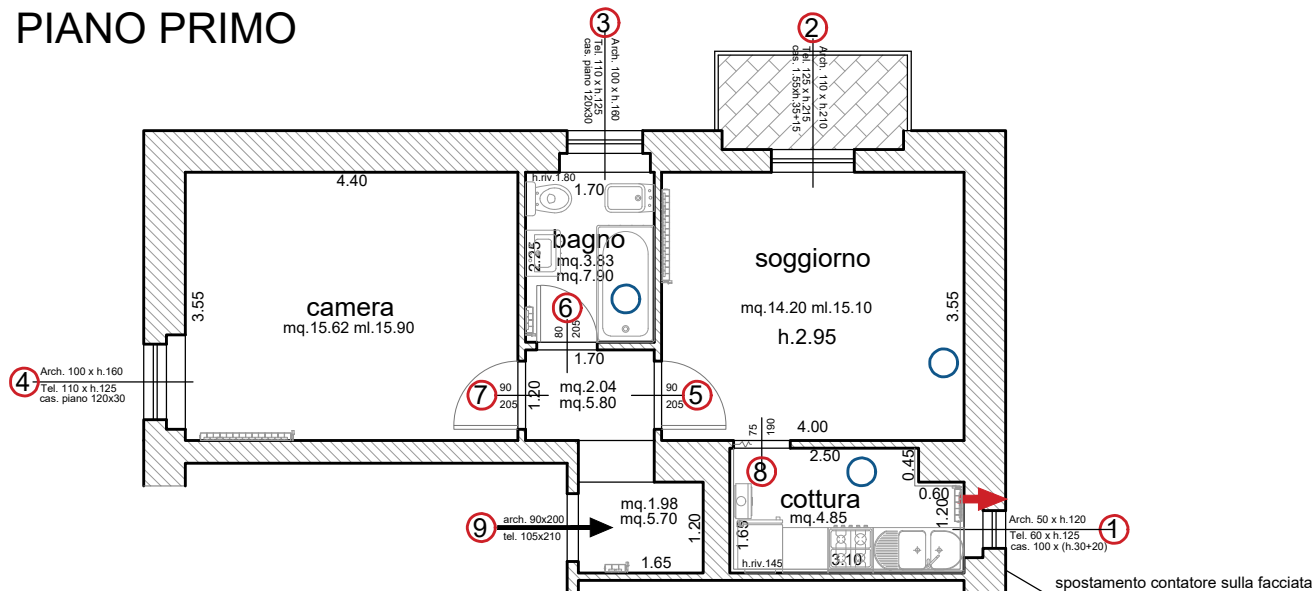 PIANO PRIMO
3
Arch. 100 x h.160
Tel. 110 x h.125
cas. piano 120x30
2
Arch. 110 x h.210
Tel. 125 x h.215
cas. 1.55xh.35+15
4.40
3.55
camera
mq.15.62 ml.15.90
h.riv.1.80
1.70
bagno
mq.3.83
mq.7.90
2.25
6
80
205
soggiorno
mq.14.20 ml.15.10
h.2.95
3.55
4.00
4
Arch. 100 x h.160
Tel. 110 x h.125
cas. piano 120x30
7
90
205
1.70
1.20
mq.2.04
mq.5.80
5
90
205
75
190
8
2.50
0.45
0.60
1.20
cottura
mq.4.85
1.65
h.riv.145
3.10
9
arch. 90x200
tel. 105x210
mq.1.98
mq.5.70
1.20
1.65
1
Arch. 50 x h.120
Tel. 60 x h.125
cas. 100 x (h.30+20)
spostamento contatore sulla facciata